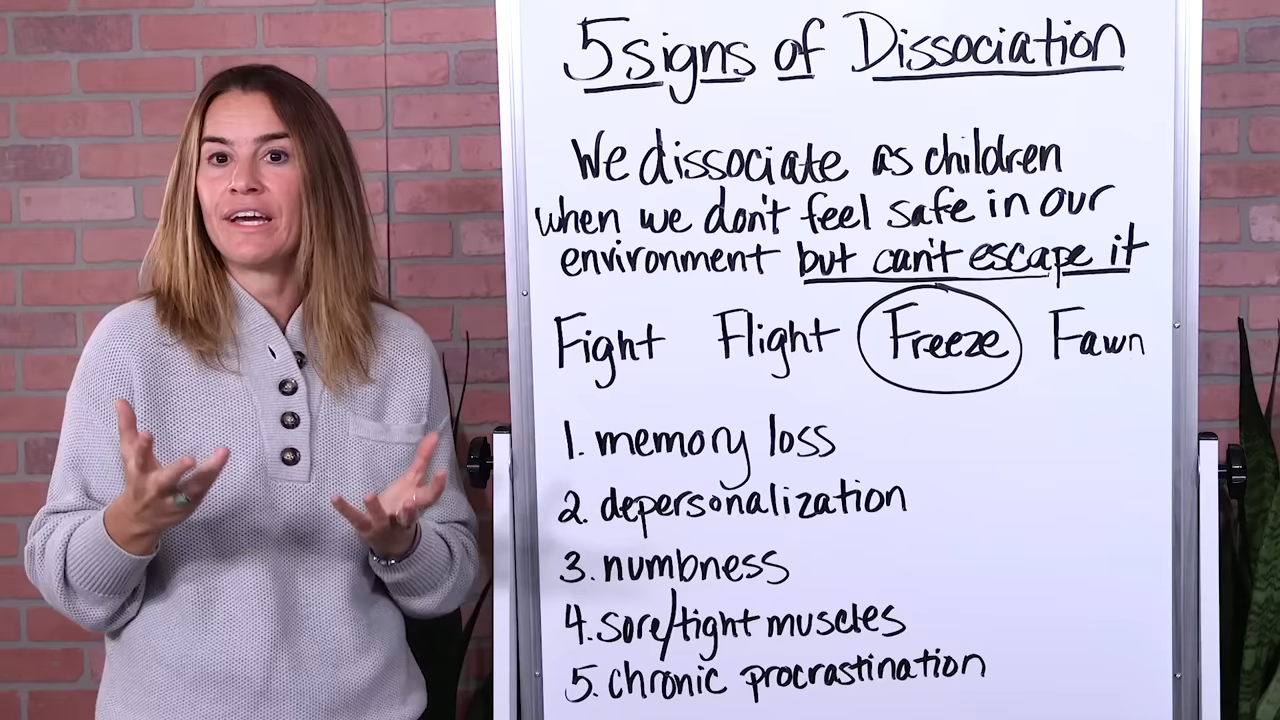 5 signs of Dissociation
We dissociate as children
when we don't feel safe in our
environment but can't escape it
Fight Flight Freeze Fawn
1. memory loss
2. depersonalization
3. numbness
4. sore/tight muscles
5. chronic procrastination